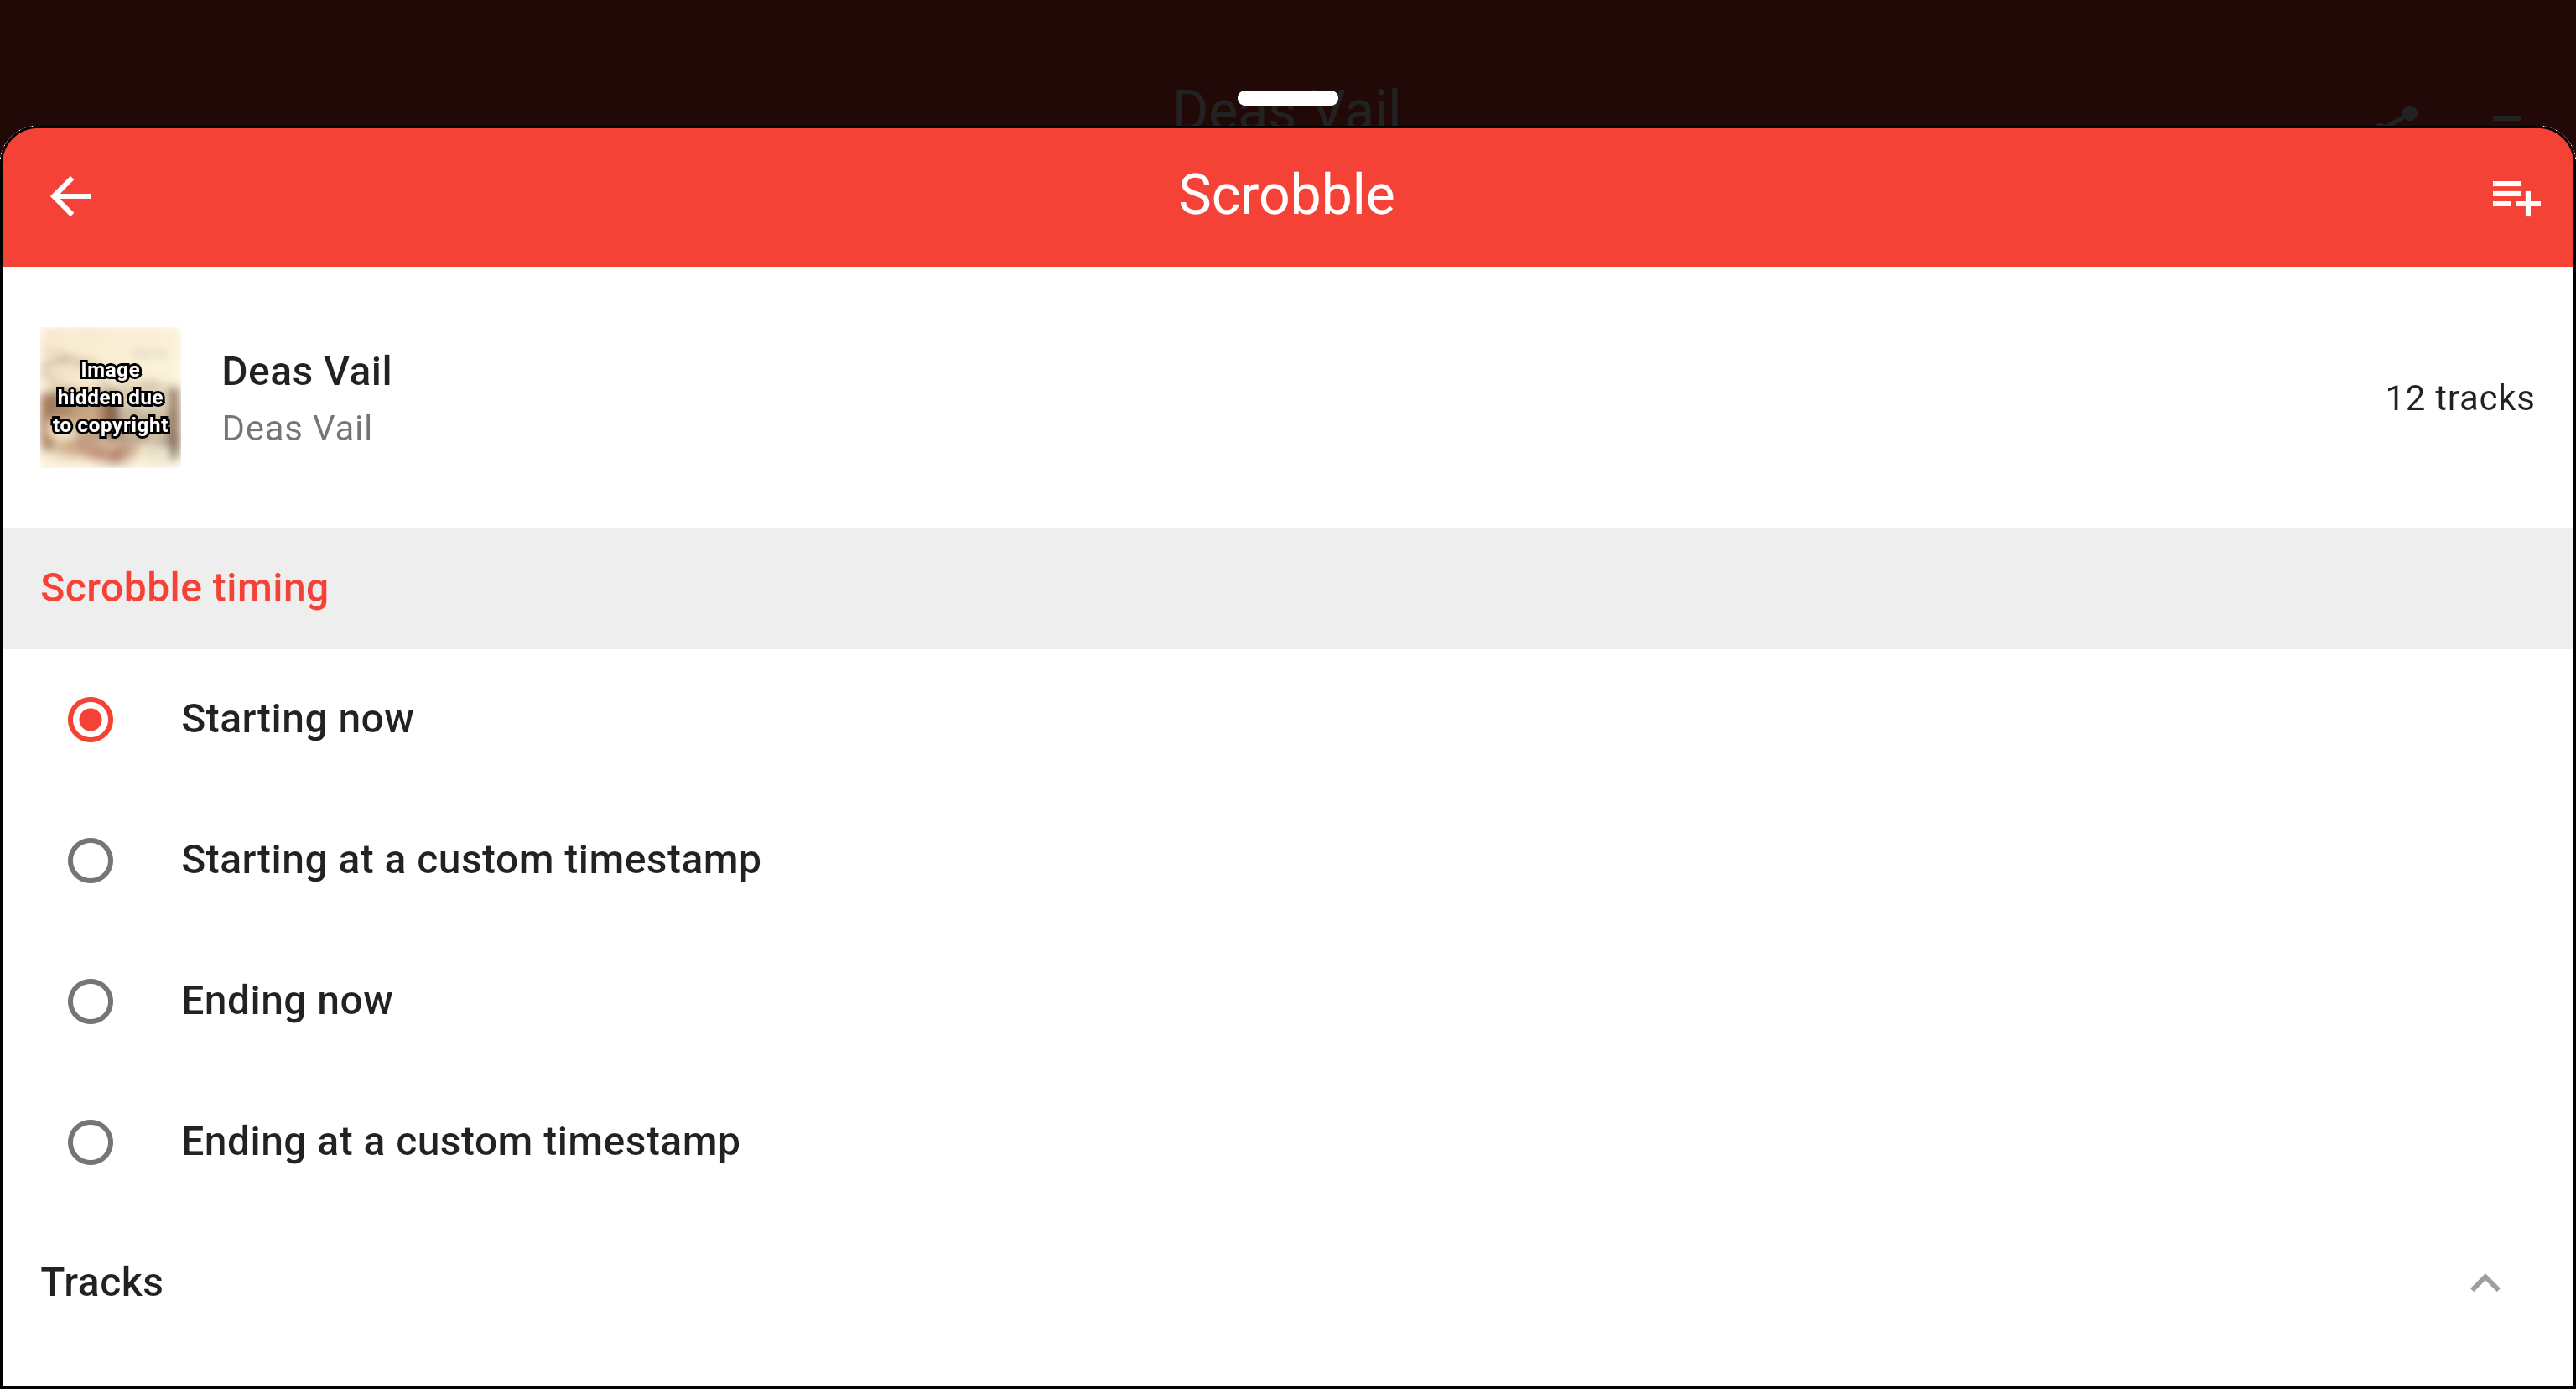 Deas Vail
Scrobble
Image
hidden due
to copyright
Deas Vail
Deas Vail
12 tracks
Scrobble timing
Starting now
Starting at a custom timestamp
Ending now
Ending at a custom timestamp
Tracks